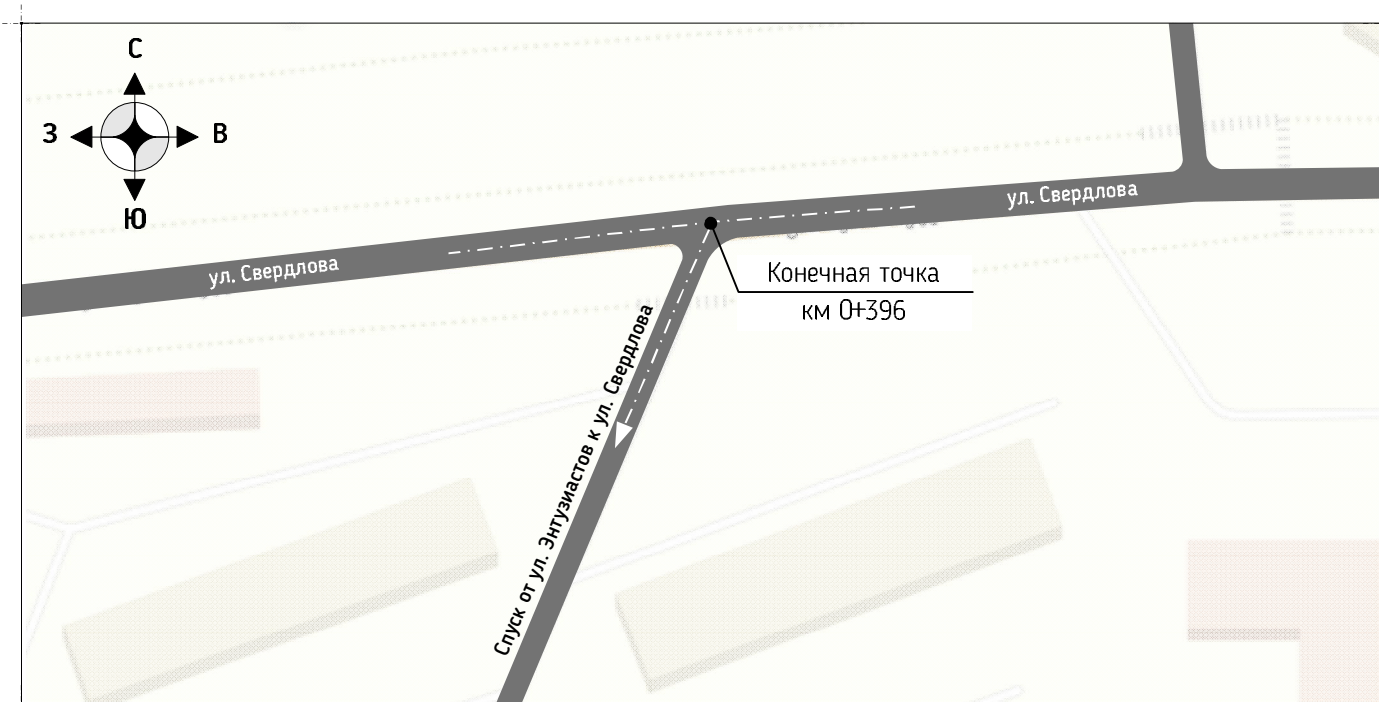 С
З В
Ю
ул. Свердлова
ул. Свердлова
Конечная точка
км 0+396
Спуск от ул. Энтузиастов к ул. Свердлова